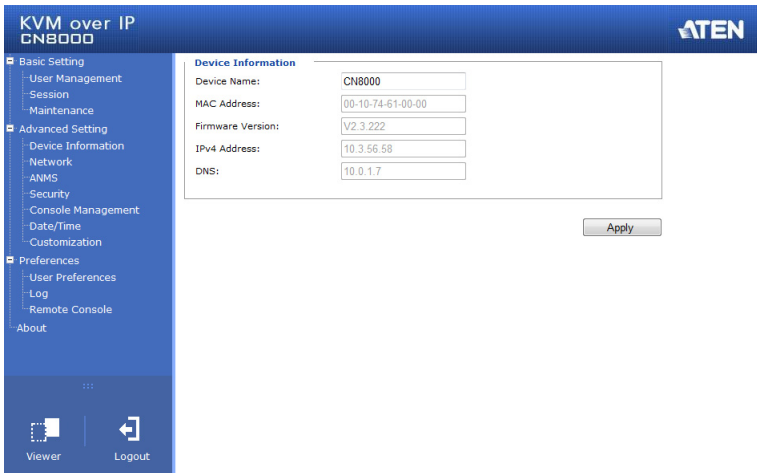 KVM over IP
CN8000
ATEN
Basic Setting
User Management
Session
Maintenance
Advanced Setting
Device Information
Network
ANMS
Security
Console Management
Date/Time
Customization
Preferences
User Preferences
Log
Remote Console
About
Viewer
Logout
Device Information
Device Name: CN8000
MAC Address: 00-10-74-61-00-00
Firmware Version: V2.3.222
IPv4 Address: 10.3.56.58
DNS: 10.0.1.7
Apply